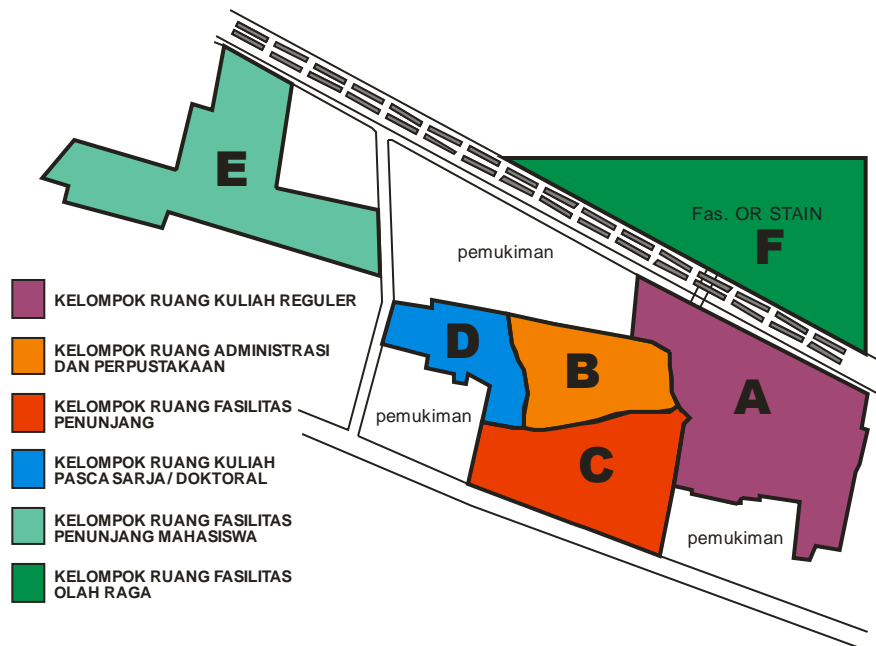 E
Fas. OR STAIN
F
pemukiman
KELOMPOK RUANG KULIAH REGULER
KELOMPOK RUANG ADMINISTRASI
DAN PERPUSTAKAAN
KELOMPOK RUANG FASILITAS
PENUNJANG
KELOMPOK RUANG KULIAH
PASCA SARJA/ DOKTORAL
KELOMPOK RUANG FASILITAS
PENUNJANG MAHASISWA
KELOMPOK RUANG FASILITAS
OLAH RAGA
D
B
A
pemukiman
C
pemukiman